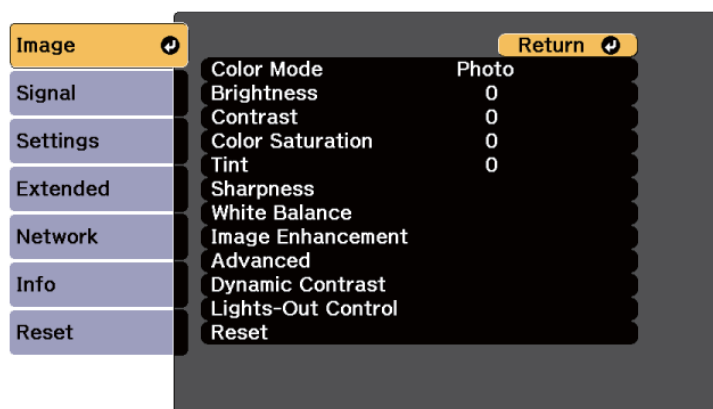 Image
Signal
Settings
Extended
Network
Info
Reset
Return
Color Mode Photo
Brightness 0
Contrast 0
Color Saturation 0
Tint 0
Sharpness
White Balance
Image Enhancement
Advanced
Dynamic Contrast
Lights-Out Control
Reset